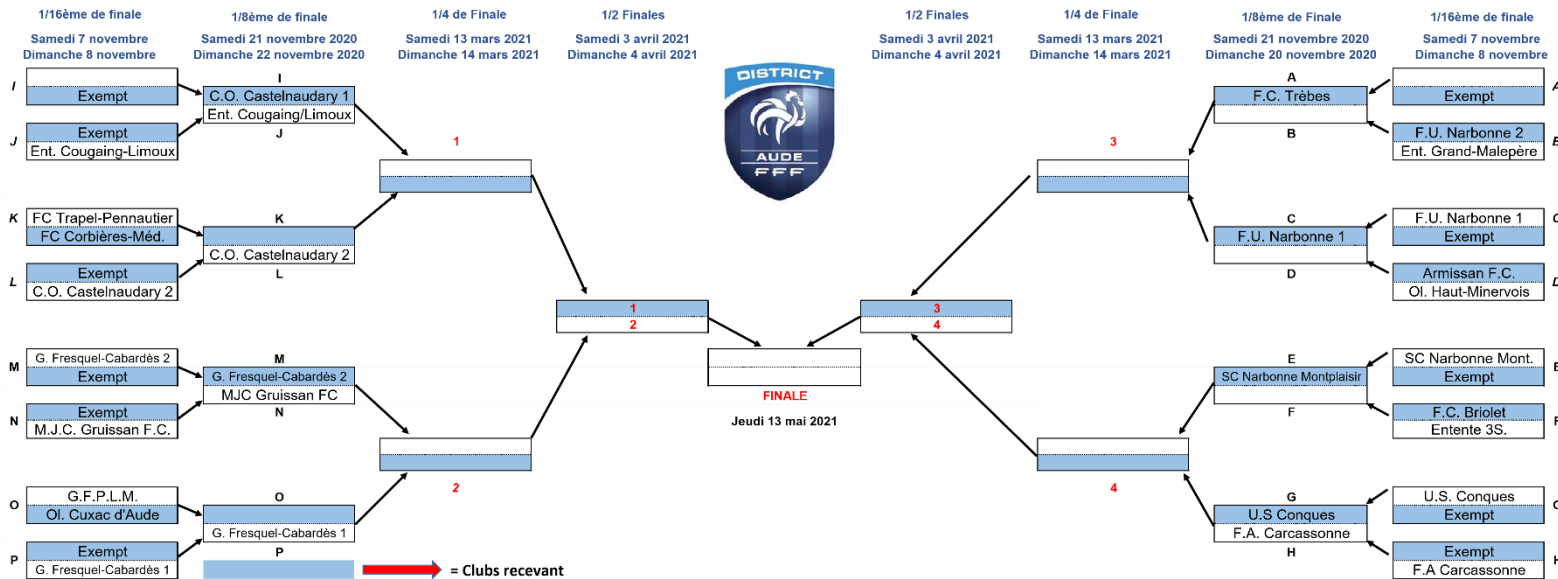 1/16ème de finale
Samedi 7 novembre
Dimanche 8 novembre
1/8ème de finale
Samedi 21 novembre 2020
Dimanche 22 novembre 2020
1/4 de Finale
Samedi 13 mars 2021
Dimanche 14 mars 2021
1/2 Finales
Samedi 3 avril 2021
Dimanche 4 avril 2021
1/2 Finales
Samedi 3 avril 2021
Dimanche 4 avril 2021
1/4 de Finale
Samedi 13 mars 2021
Dimanche 14 mars 2021
1/8ème de Finale
Samedi 21 novembre 2020
Dimanche 20 novembre 2020
1/16ème de finale
Samedi 7 novembre
Dimanche 8 novembre
I
Exempt
J
Exempt
Ent. Cougaing-Limoux
K
FC Trapel-Pennautier
FC Corbières-Méd.
L
Exempt
C.O. Castelnaudary 2
M
G. Fresquel-Cabardès 2
Exempt
N
Exempt
M.J.C. Gruissan F.C.
O
G.F.P.L.M.
Ol. Cuxac d'Aude
P
Exempt
G. Fresquel-Cabardès 1
I
C.O. Castelnaudary 1
Ent. Cougaing/Limoux
J
K
C.O. Castelnaudary 2
L
M
G. Fresquel-Cabardès 2
MJC Gruissan FC
N
O
G. Fresquel-Cabardès 1
P
= Clubs recevant
1
2
1
2
DISTRICT
AUDE
FFF
FINALE
Jeudi 13 mai 2021
3
4
3
4
A
F.C. Trèbes
B
C
F.U. Narbonne 1
D
E
SC Narbonne Montplaisir
F
G
U.S Conques
F.A. Carcassonne
H
Exempt
A
F.U. Narbonne 2
Ent. Grand-Malepère
B
F.U. Narbonne 1
Exempt
Armissan F.C.
Ol. Haut-Minervois
D
SC Narbonne Mont.
Exempt
E
F.C. Briolet
Entente 3S.
F
U.S. Conques
Exempt
Exempt
F.A Carcassonne
H